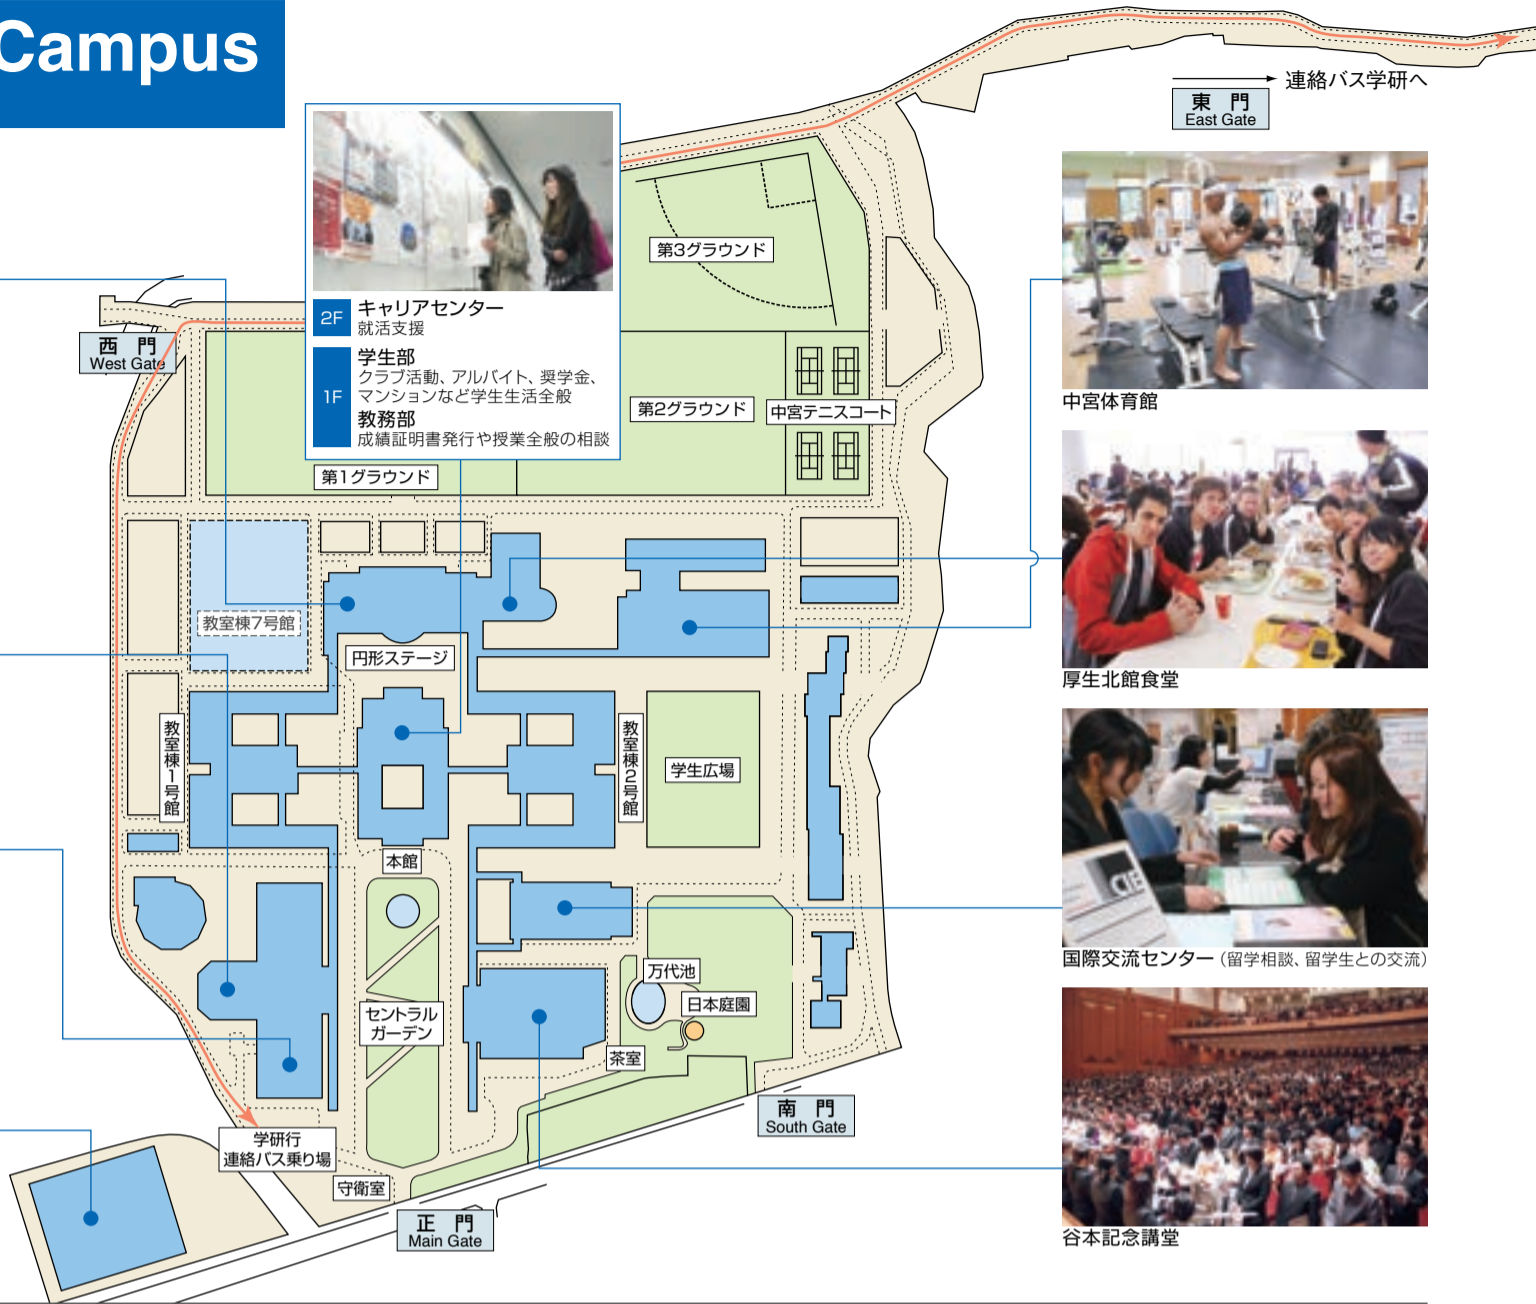 Campus
連絡バス学研へ
東 門
East Gate
2F
キャリアセンター
就活支援
1F
学生部
クラブ活動、アルバイト、奨学金、
マンションなど学生生活全般
教務部
成績証明書発行や授業全般の相談
第3グラウンド
西 門
West Gate
第2グラウンド
中宮テニスコート
中宮体育館
第1グラウンド
教室棟7号館
円形ステージ
厚生北館食堂
教室棟1号館
教室棟2号館
学生広場
本館
CIE
国際交流センター（留学相談、留学生との交流）
万代池
日本庭園
セントラル
ガーデン
茶室
南 門
South Gate
学研行
連絡バス乗り場
守衛室
正 門
Main Gate
谷本記念講堂